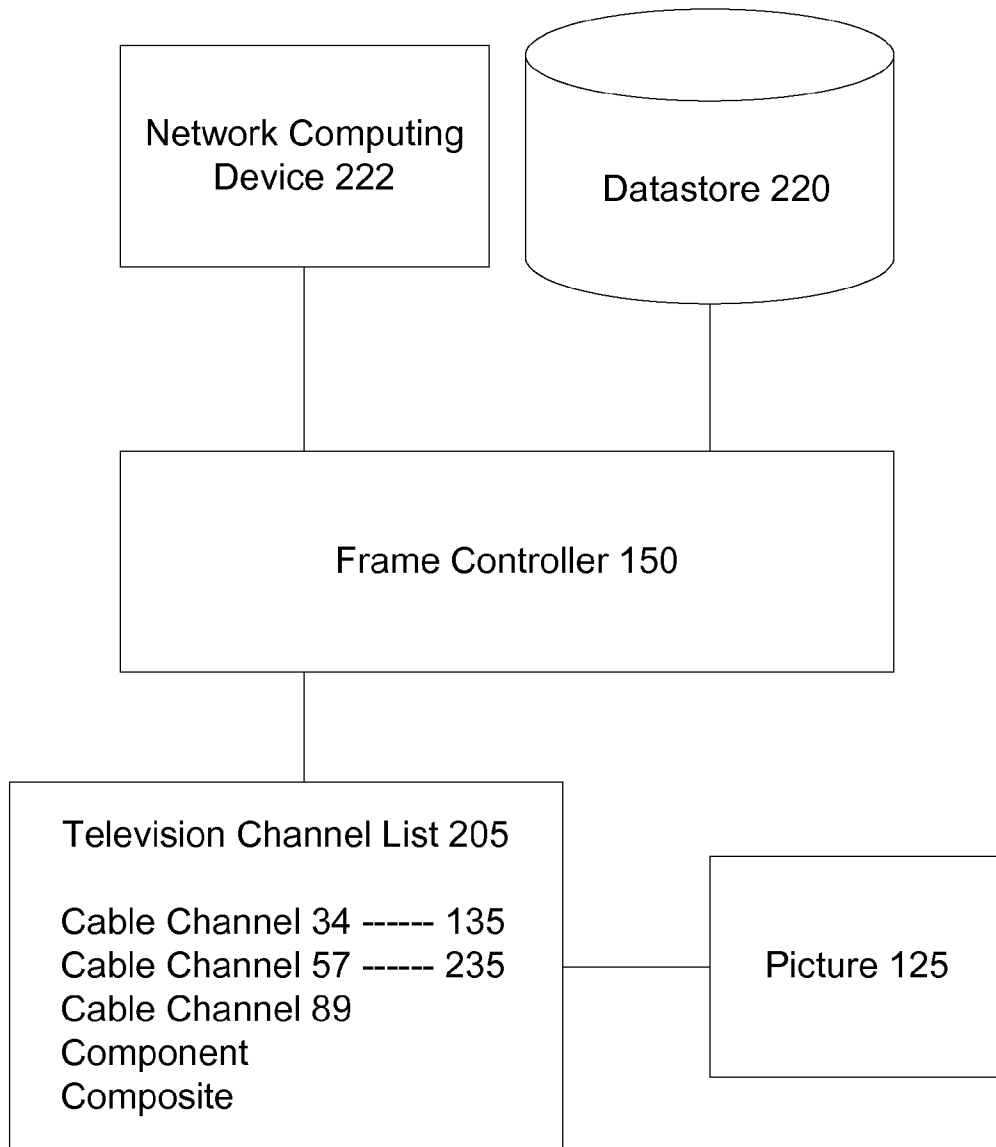 Network Computing
Device 222
Datastore 220
Frame Controller 150
Television Channel List 205
Cable Channel 34 ------ 135
Cable Channel 57 ------ 235
Cable Channel 89
Component
Composite
Picture 125